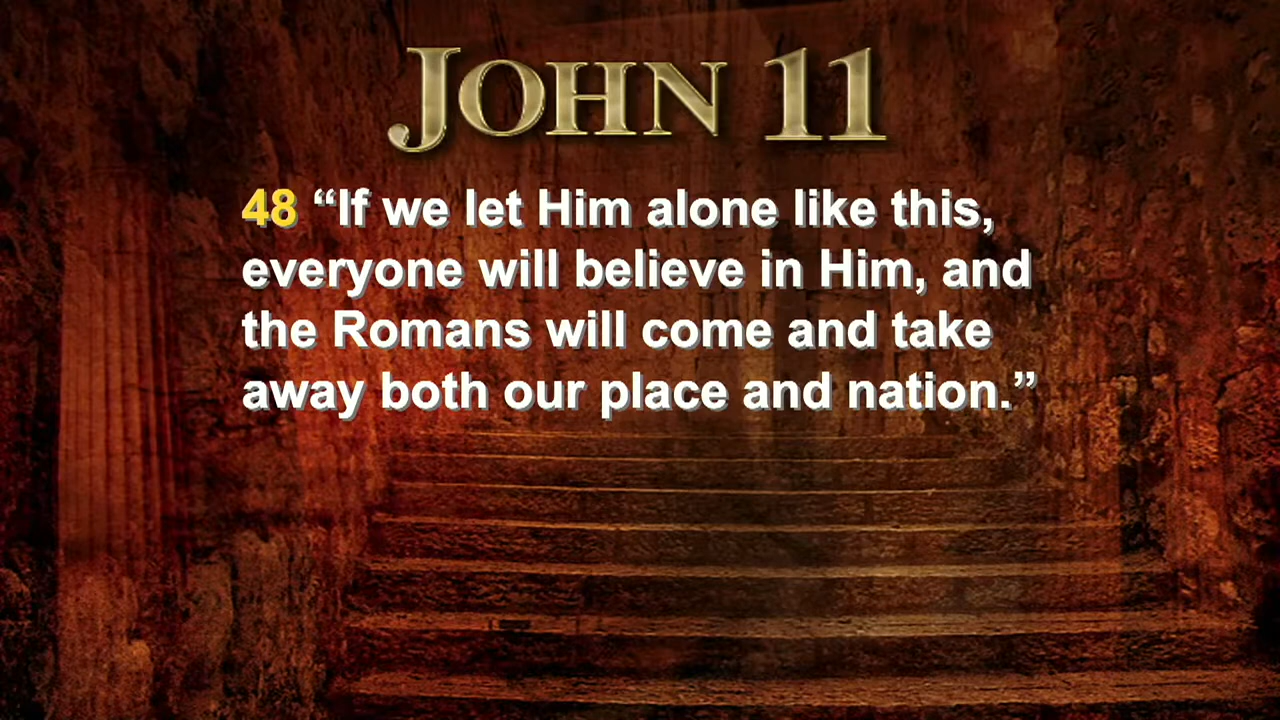 JOHN 11
48 “If we let Him alone like this,
everyone will believe in Him, and
the Romans will come and take
away both our place and nation.”